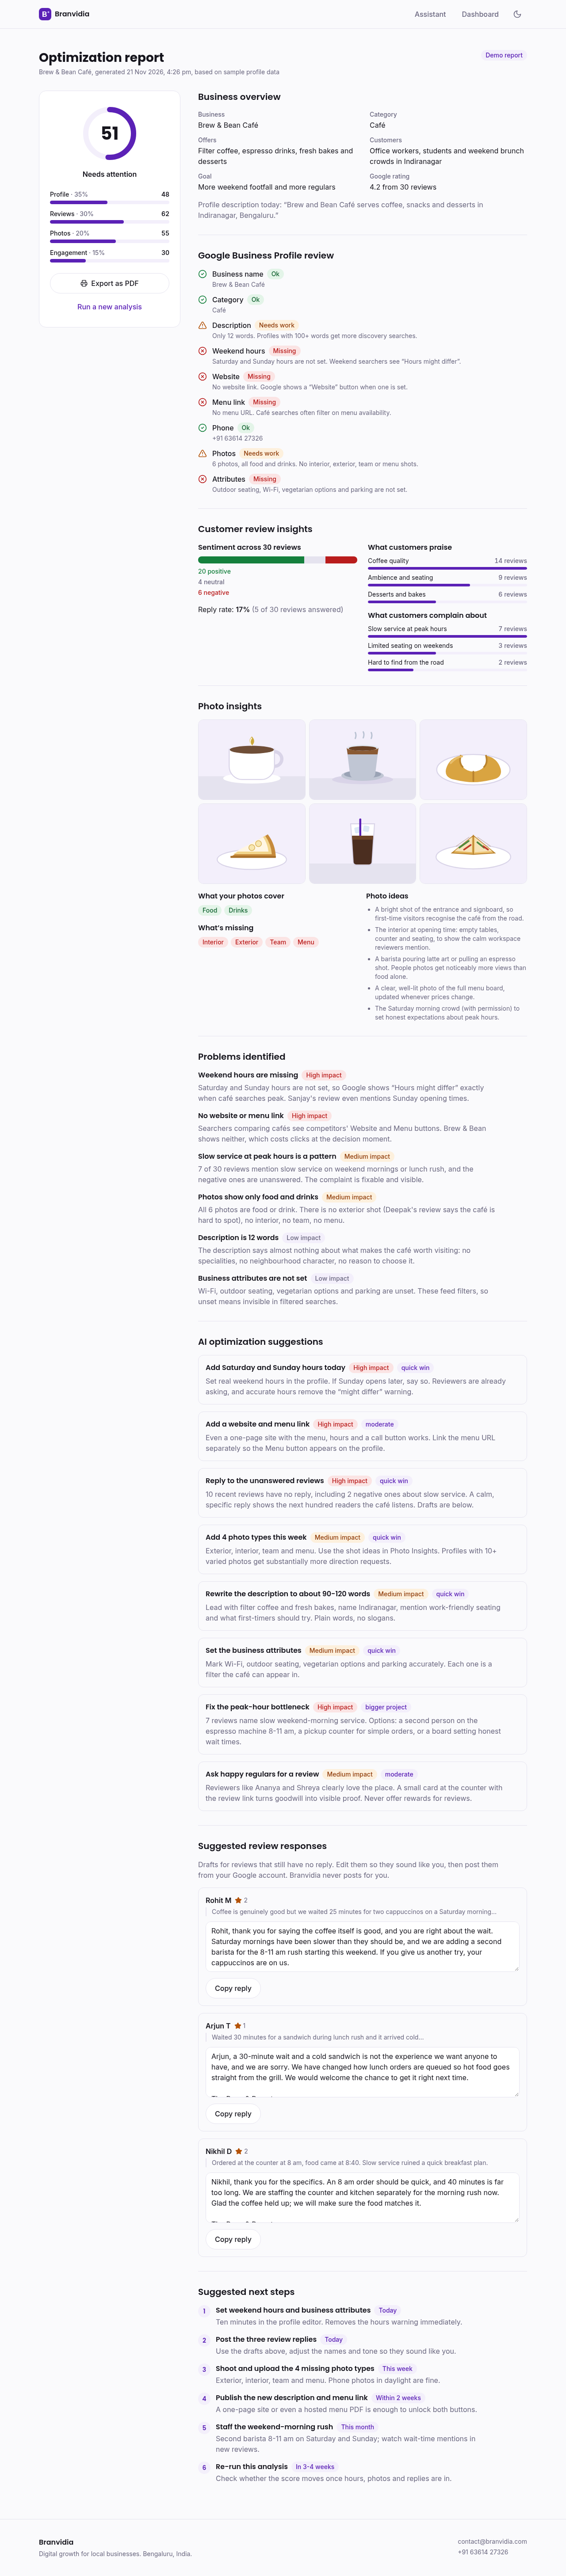 Branvidia
Assistant
Dashboard
Optimization report
Demo report
Brew & Bean Café, generated 21 Nov 2026, 4:26 pm, based on sample profile data
51
Needs attention
Profile · 35% 48
Reviews · 30% 62
Photos · 20% 55
Engagement · 15% 30
Export as PDF
Run a new analysis
Business overview
Business
Brew & Bean Café
Category
Café
Offers
Filter coffee, espresso drinks, fresh bakes and
desserts
Customers
Office workers, students and weekend brunch
crowds in Indiranagar
Goal
More weekend footfall and more regulars
Google rating
4.2 from 30 reviews
Profile description today: “Brew & Bean Café serves coffee, snacks and desserts in
Indiranagar, Bengaluru.”
Google Business Profile review
Business name Ok
Brew & Bean Café
Category Ok
Café
Description Needs work
Only 12 words. Profiles with 100+ words get more discovery searches.
Weekend hours Missing
Saturday and Sunday hours are not set. Weekend searchers see “Hours might differ”.
Website Missing
No website link. Google shows a “Website” button when one is set.
Menu link Missing
No menu URL. Café searches often filter on menu availability.
Phone Ok
+91 63614 27326
Photos Needs work
6 photos, all food and drinks. No interior, exterior, team or menu shots.
Attributes Missing
Outdoor seating, Wi-Fi, vegetarian options and parking are not set.
Customer review insights
Sentiment across 30 reviews
20 positive
4 neutral
6 negative
Reply rate: 17% (5 of 30 reviews answered)
What customers praise
Coffee quality 14 reviews
Ambience and seating 9 reviews
Desserts and bakes 6 reviews
What customers complain about
Slow service at peak hours 7 reviews
Limited seating on weekends 3 reviews
Hard to find from the road 2 reviews
Photo insights
What your photos cover
Food Drinks
What's missing
Interior Exterior Team Menu
Photo ideas
• A bright shot of the entrance and signboard, so
first-time visitors recognise the café from the road.
• The interior at opening time: empty tables,
counter and seating, to show the calm workspace
reviewers mention.
• A barista pouring latte art or pulling an espresso
shot. People photos get noticeably more views than
food alone.
• A clear, well-lit photo of the full menu board,
updated whenever prices change.
• The Saturday morning crowd (with permission) to
set honest expectations about peak hours.
Problems identified
Weekend hours are missing High impact
Saturday and Sunday hours are not set, so Google shows “Hours might differ” exactly
when café searches peak. Sanjay's review even mentions Sunday opening times.
No website or menu link High impact
Searchers comparing cafés see competitors' Website and Menu buttons. Brew & Bean
shows neither, which costs clicks at the decision moment.
Slow service at peak hours is a pattern Medium impact
7 of 30 reviews mention slow service on weekend mornings or lunch rush, and the
negative ones are unanswered. The complaint is fixable and visible.
Photos show only food and drinks Medium impact
All 6 photos are food or drink. There is no exterior shot (Deepak's review says the café is
hard to spot), no interior, no team, no menu.
Description is 12 words Low impact
The description says almost nothing about what makes the café worth visiting: no
specialities, no neighbourhood character, no reason to choose it.
Business attributes are not set Low impact
Wi-Fi, outdoor seating, vegetarian options and parking are unset. These feed filters, so
unset means invisible in filtered searches.
AI optimization suggestions
Add Saturday and Sunday hours today High impact quick win
Set real weekend hours in the profile. If Sunday opens later, say so. Reviewers are already
asking, and accurate hours remove the “might differ” warning.
Add a website and menu link High impact moderate
Even a one-page site with the menu, hours and a call button works. Link the menu URL
separately so the Menu button appears on the profile.
Reply to the unanswered reviews High impact quick win
10 recent reviews have no reply, including 2 negative ones about slow service. A calm,
specific reply shows the next hundred readers the café listens. Drafts are below.
Add 4 photo types this week Medium impact quick win
Exterior, interior, team and menu. Use the shot ideas in Photo Insights. Profiles with 10+
varied photos get substantially more direction requests.
Rewrite the description to about 90-120 words Medium impact quick win
Lead with filter coffee and fresh bakes, name Indiranagar, mention work-friendly seating
and what first-timers should try. Plain words, no slogans.
Set the business attributes Medium impact quick win
Mark Wi-Fi, outdoor seating, vegetarian options and parking accurately. Each one is a
filter the café can appear in.
Fix the peak-hour bottleneck High impact bigger project
7 reviews name slow weekend-morning service. Options: a second person on the
espresso machine 8-11 am, a pickup counter for simple orders, or a board setting honest
wait times.
Ask happy regulars for a review Medium impact moderate
Reviewers like Ananya and Shreya clearly love the place. A small card at the counter with
the review link turns goodwill into visible proof. Never offer rewards for reviews.
Suggested review responses
Drafts for reviews that still have no reply. Edit them so they sound like you, then post them
from your Google account. Branvidia never posts for you.
Rohit M 2
Coffee is genuinely good but we waited 25 minutes for two cappuccinos on a Saturday morning...
Rohit, thank you for saying the coffee itself is good, and you are right about the wait.
Saturday mornings have been slower than they should be, and we are adding a second
barista for the 8-11 am rush starting this weekend. If you give us another try, your
cappuccinos are on us.
Copy reply
Arjun T 1
Waited 30 minutes for a sandwich during lunch rush and it arrived cold...
Arjun, a 30-minute wait and a cold sandwich is not the experience we want anyone to
have, and we are sorry. We have changed how lunch orders are queued so hot food goes
straight from the grill. We would welcome the chance to get it right next time.
Copy reply
Nikhil D 2
Ordered at the counter at 8 am, food came at 8:40. Slow service ruined a quick breakfast plan.
Nikhil, thank you for the specifics. An 8 am order should be quick, and 40 minutes is far
too long. We are staffing the counter and kitchen separately for the morning rush now.
Glad the coffee held up; we will make sure the food matches it.
Copy reply
Suggested next steps
1 Set weekend hours and business attributes Today
Ten minutes in the profile editor. Removes the hours warning immediately.
2 Post the three review replies Today
Use the drafts above, adjust the names and tone so they sound like you.
3 Shoot and upload the 4 missing photo types This week
Exterior, interior, team and menu. Phone photos in daylight are fine.
4 Publish the new description and menu link Within 2 weeks
A one-page site or even a hosted menu PDF is enough to unlock both buttons.
5 Staff the weekend-morning rush This month
Second barista 8-11 am on Saturday and Sunday; watch wait-time mentions in
new reviews.
6 Re-run this analysis In 3-4 weeks
Check whether the score moves once hours, photos and replies are in.
Branvidia
Digital growth for local businesses. Bengaluru, India.
contact@branvidia.com
+91 63614 27326